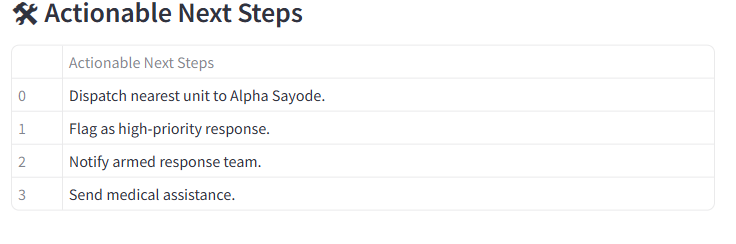 🛠 Actionable Next Steps
Actionable Next Steps
0 Dispatch nearest unit to Alpha Sayode.
1 Flag as high-priority response.
2 Notify armed response team.
3 Send medical assistance.